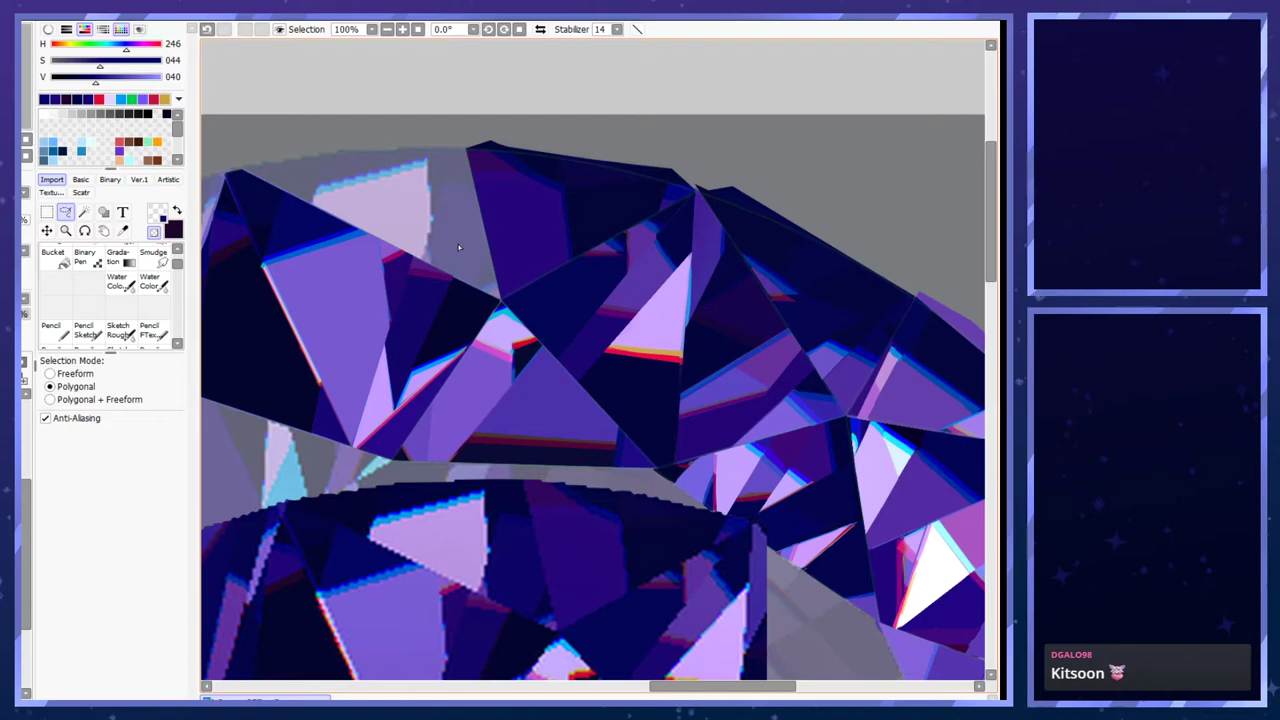 Selection 100% 0.0° Stabilizer 14
H 246
S 044
V 040
Import Basic Binary Ver.1 Artistic
Textu... Scatr
T
Bucket Binary Pen Grada-tion Smudge
Water Colo... Water Color...
Pencil Pencil Sketch Sketch Rough Pencil FTex...
Selection Mode:
Freeform
Polygonal
Polygonal + Freeform
Anti-Aliasing
DGALO98
Kitsoon